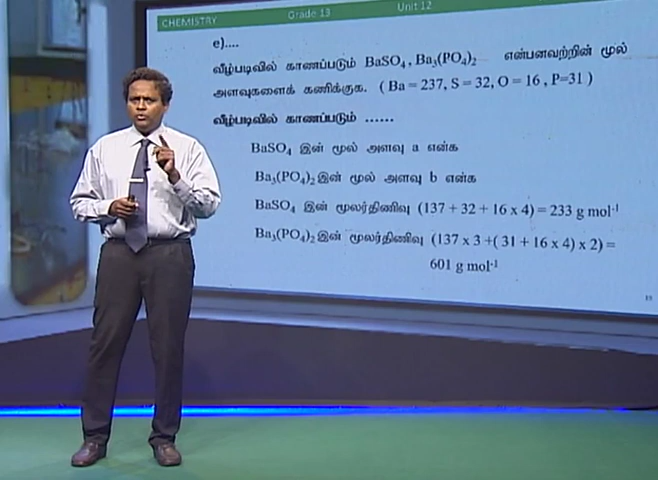 CHEMISTRY Grade 13 Unit 12
e)....
வீழ்படிவில் காணப்படும் BaSO₄ , Ba₃(PO₄)₂ என்பனவற்றின் மூல்
அளவுகளைக் கணிக்குக. ( Ba = 237, S = 32, O = 16 , P=31 )
வீழ்படிவில் காணப்படும் ......
BaSO₄ இன் மூல் அளவு a என்க
Ba₃(PO₄)₂ இன் மூல் அளவு b என்க
BaSO₄ இன் மூலர்திணிவு (137 + 32 + 16 x 4) = 233 g mol⁻¹
Ba₃(PO₄)₂ இன் மூலர்திணிவு (137 x 3 +( 31 + 16 x 4) x 2) =
601 g mol⁻¹